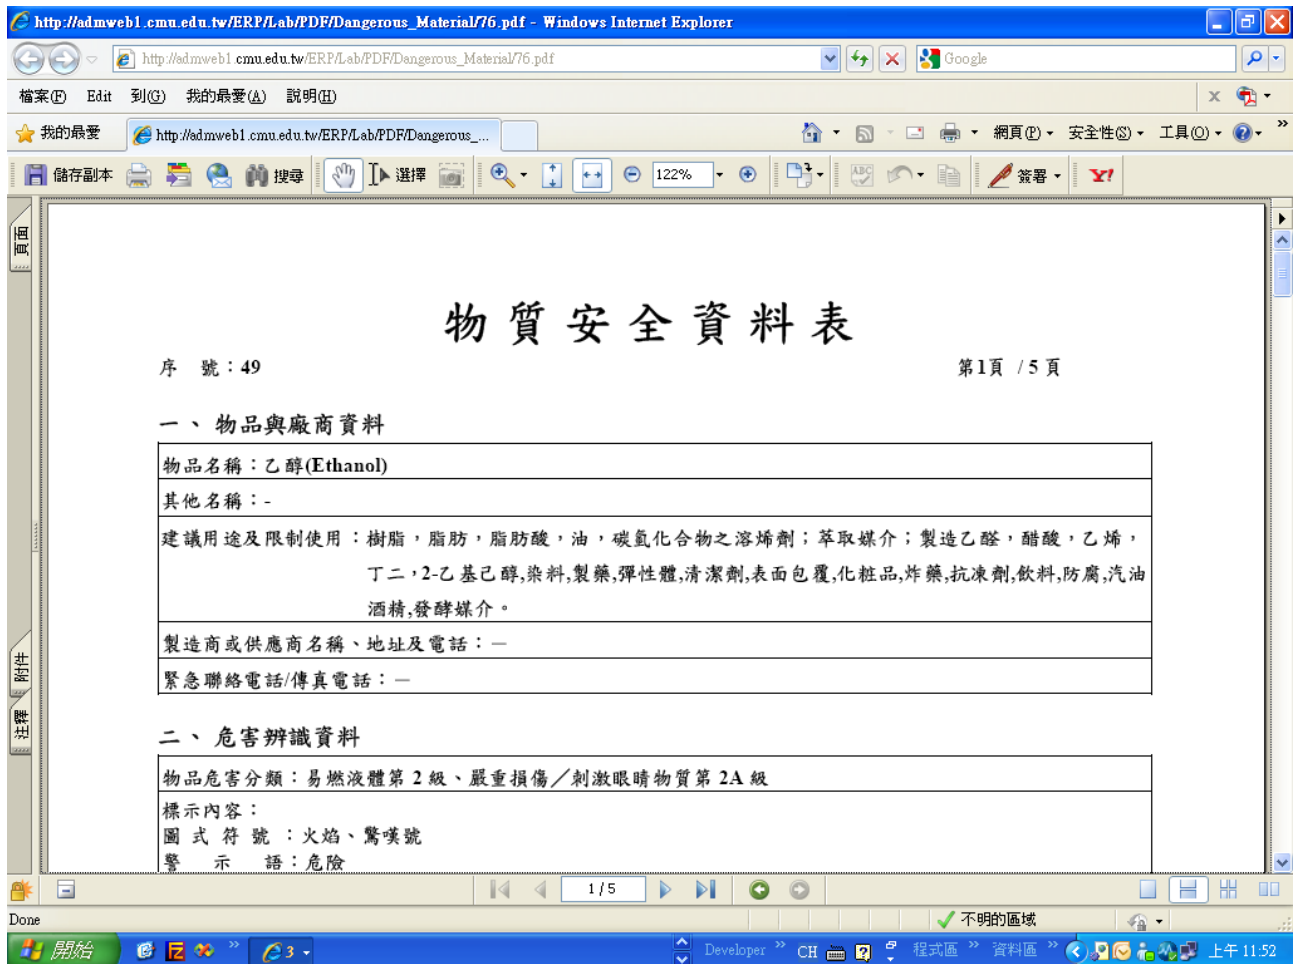 http://admweb1.cmu.edu.tw/ERP/Lab/PDF/Dangerous_Material/76.pdf - Windows Internet Explorer
http://admweb1.cmu.edu.tw/ERP/Lab/PDF/Dangerous_Material/76.pdf
Google
檔案(F) Edit 到(G) 我的最愛(A) 說明(H)
我的最愛 http://admweb1.cmu.edu.tw/ERP/Lab/PDF/Dangerous_... 網頁(P) 安全性(S) 工具(O)
儲存副本 搜尋 選擇 122% 簽署 Y!
頁面
附件
注釋
物質安全資料表
序 號：49 第1頁 /5頁
一、 物品與廠商資料
物品名稱：乙醇(Ethanol)
其他名稱：-
建議用途及限制使用：樹脂，脂肪，脂肪酸，油，碳氫化合物之溶烯劑；萃取媒介；製造乙醛，醋酸，乙烯，
丁二，2-乙基己醇,染料,製藥,彈性體,清潔劑,表面包覆,化粧品,炸藥,抗凍劑,飲料,防腐,汽油
酒精,發酵媒介。
製造商或供應商名稱、地址及電話：－
緊急聯絡電話/傳真電話：－
二、 危害辨識資料
物品危害分類：易燃液體第 2 級、嚴重損傷／刺激眼睛物質第 2A 級
標示內容：
圖 式 符 號 ：火焰、驚嘆號
警 示 語：危險
1/5
Done 不明的區域
開始 3 Developer CH 程式區 資料區 上午 11:52